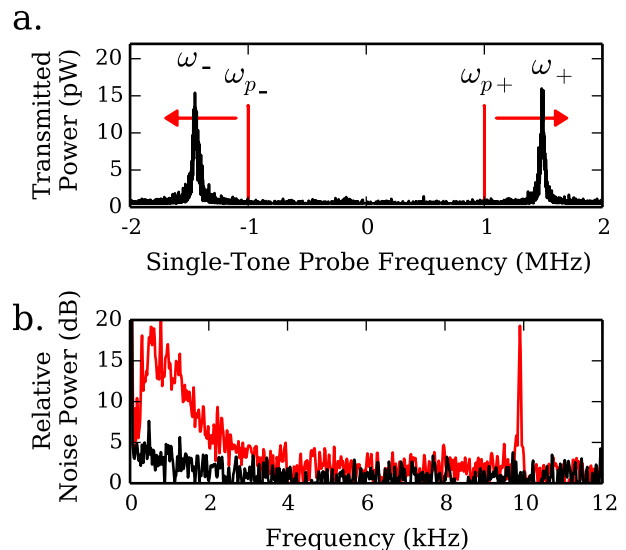 a.
Transmitted
Power (pW)
20
15
10
5
0
ω- ωp- ωp+ ω+
-2 -1 0 1 2
Single-Tone Probe Frequency (MHz)
b.
Relative
Noise Power (dB)
20
15
10
5
0
0 2 4 6 8 10 12
Frequency (kHz)